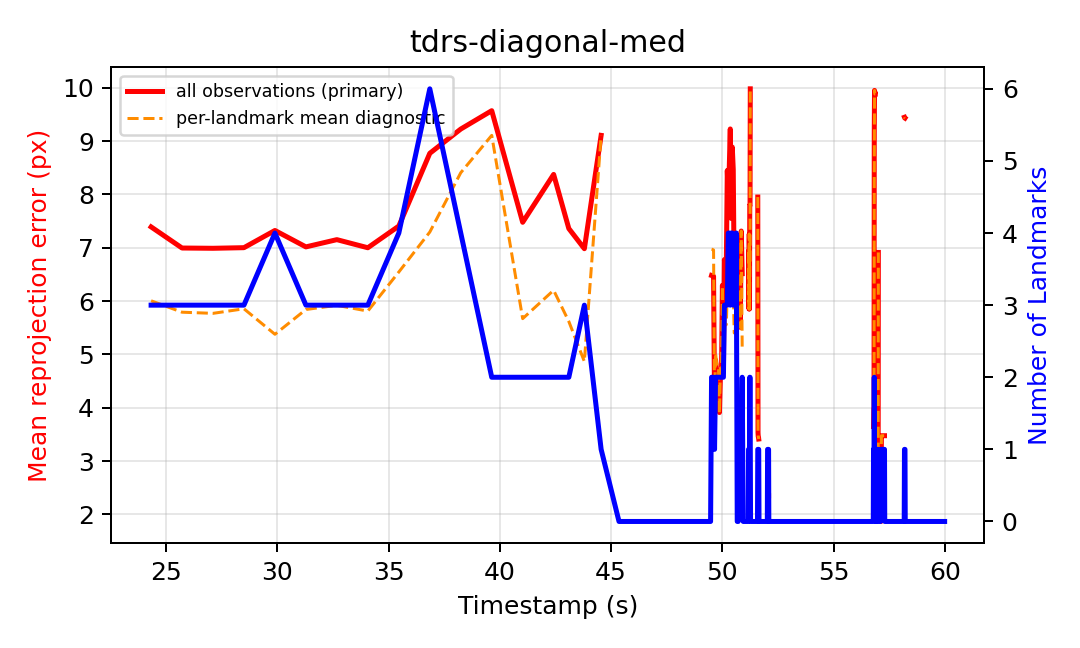 tdrs-diagonal-med
all observations (primary)
per-landmark mean diagnostic
Mean reprojection error (px)
10
9
8
7
6
5
4
3
2
6
5
4
3
2
1
0
Number of Landmarks
25 30 35 40 45 50 55 60
Timestamp (s)